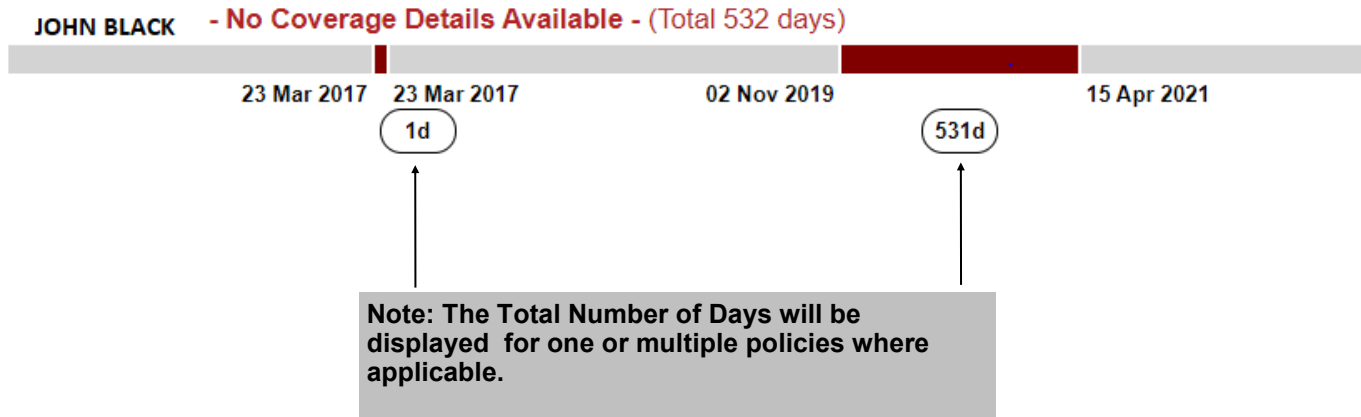 JOHN BLACK - No Coverage Details Available - (Total 532 days)
23 Mar 2017 23 Mar 2017 02 Nov 2019 15 Apr 2021
1d 531d
Note: The Total Number of Days will be
displayed for one or multiple policies where
applicable.